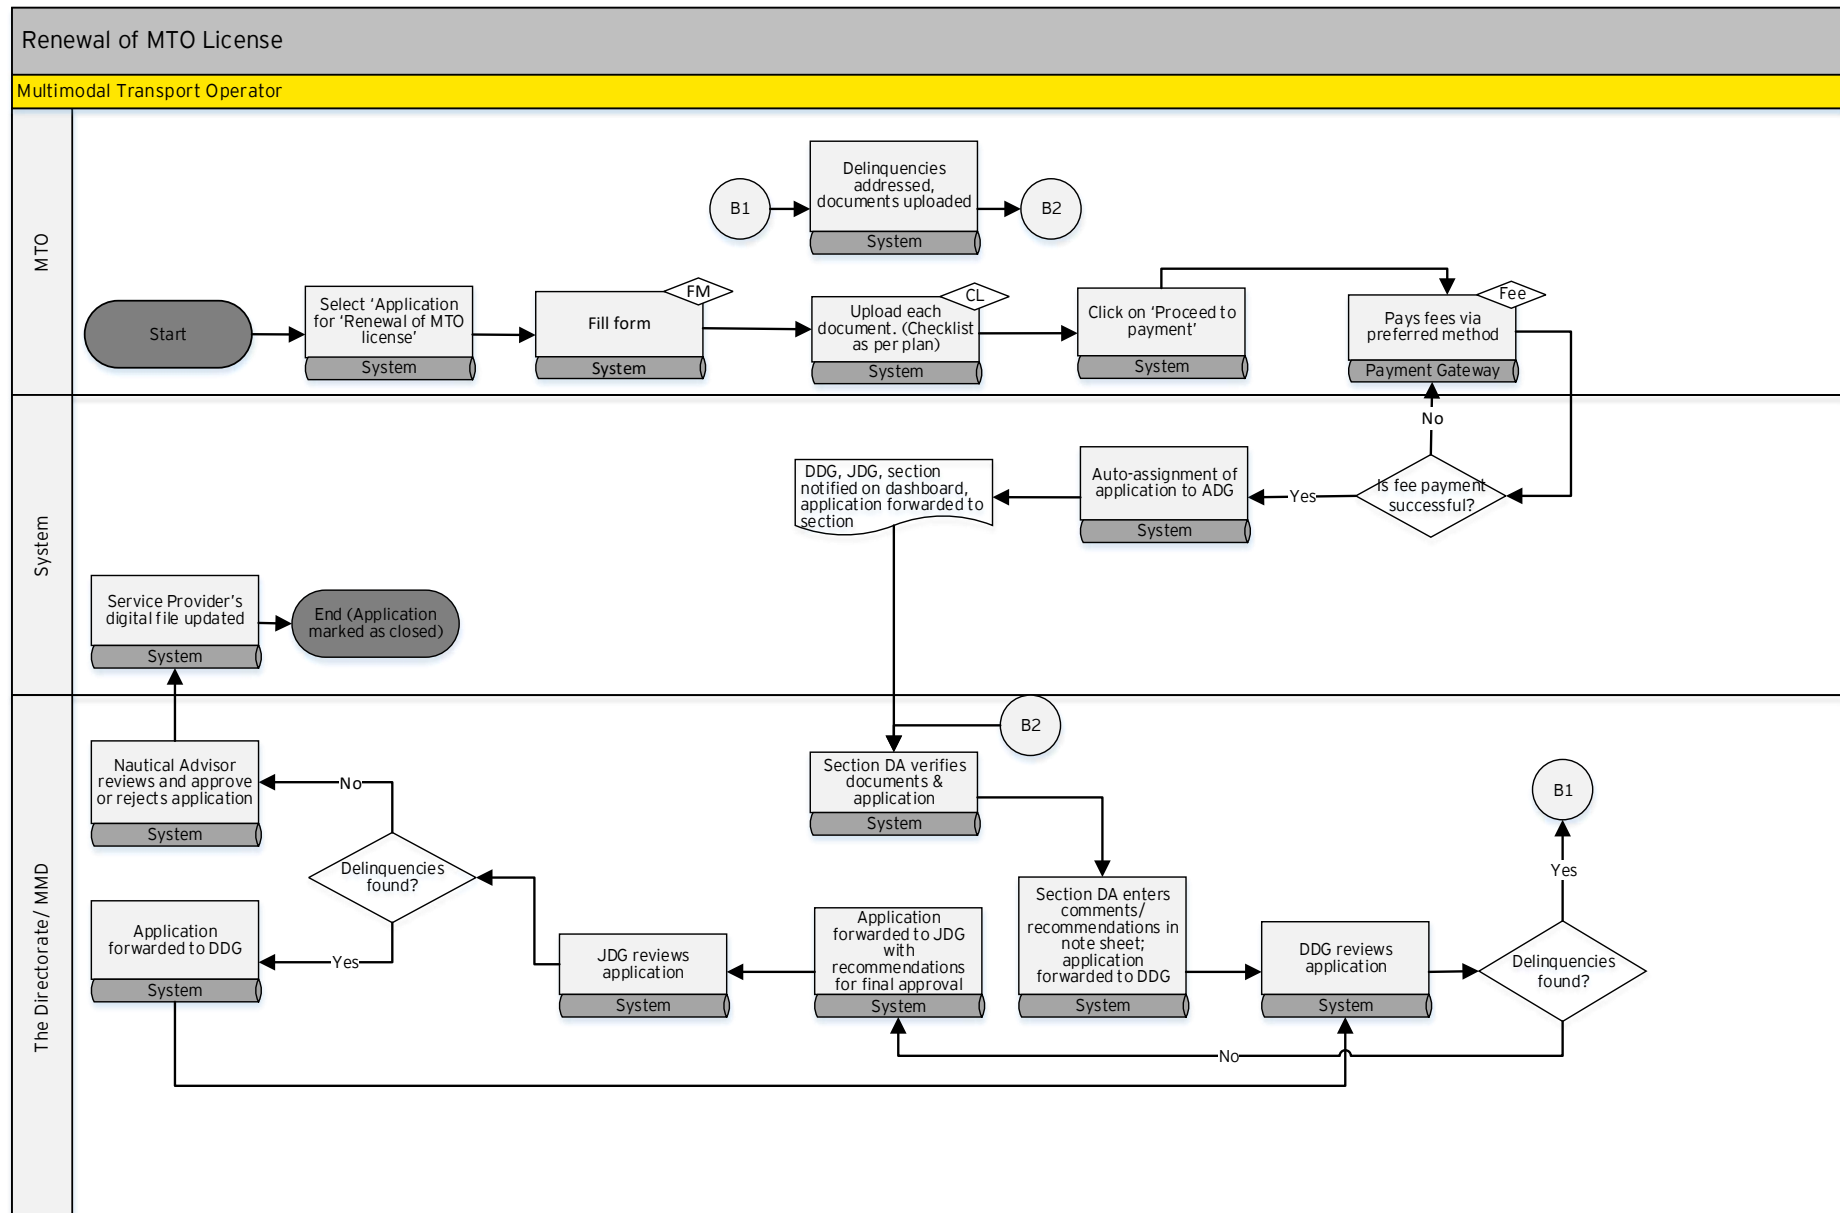 Renewal of MTO License
Multimodal Transport Operator
MTO
B1
Delinquencies
addressed,
documents uploaded
System
B2
Start
Select ‘Application
for ‘Renewal of MTO
license’
System
FM
Fill form
System
CL
Upload each
document. (Checklist
as per plan)
System
Click on ‘Proceed to
payment’
System
Fee
Pays fees via
preferred method
Payment Gateway
System
No
Is fee payment
successful?
Yes
Auto-assignment of
application to ADG
System
DDG, JDG, section
notified on dashboard,
application forwarded to
section
Service Provider’s
digital file updated
System
End (Application
marked as closed)
The Directorate/ MMD
B2
Section DA verifies
documents &
application
System
Nautical Advisor
reviews and approve
or rejects application
System
No
Delinquencies
found?
Yes
Application
forwarded to DDG
System
JDG reviews
application
System
Application
forwarded to JDG
with
recommendations
for final approval
System
Section DA enters
comments/
recommendations in
note sheet;
application
forwarded to DDG
System
DDG reviews
application
System
B1
Yes
Delinquencies
found?
No